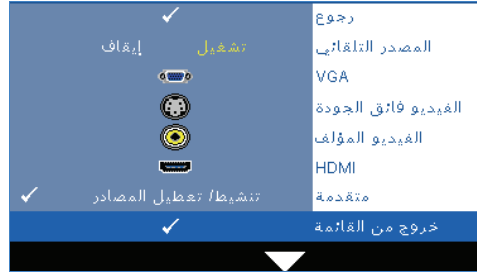 رجوع
المصدر التلقائي تشغيل إيقاف
VGA
الفيديو فائق الجودة
الفيديو المؤلف
HDMI
متقدمة تنشيط/ تعطيل المصادر
خروج من القائمة